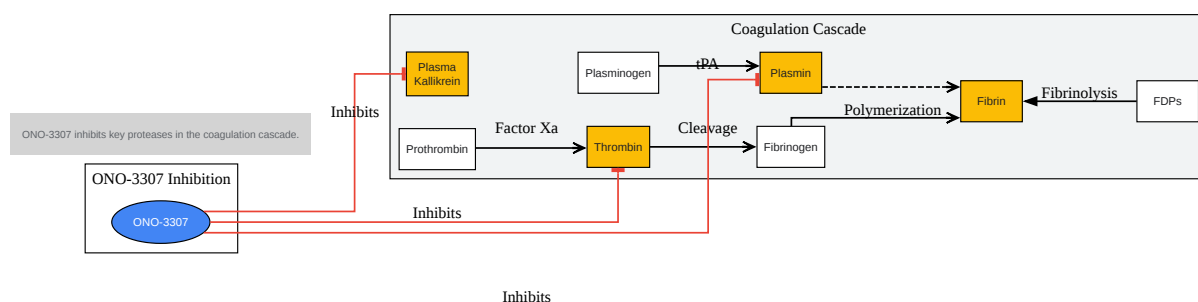 Coagulation Cascade
Plasma
Kallikrein
Plasminogen
tPA
Plasmin
Fibrin
Fibrinolysis
FDPs
Inhibits
Polymerization
ONO-3307 inhibits key proteases in the coagulation cascade.
Prothrombin
Factor Xa
Thrombin
Cleavage
Fibrinogen
ONO-3307 Inhibition
ONO-3307
Inhibits
Inhibits